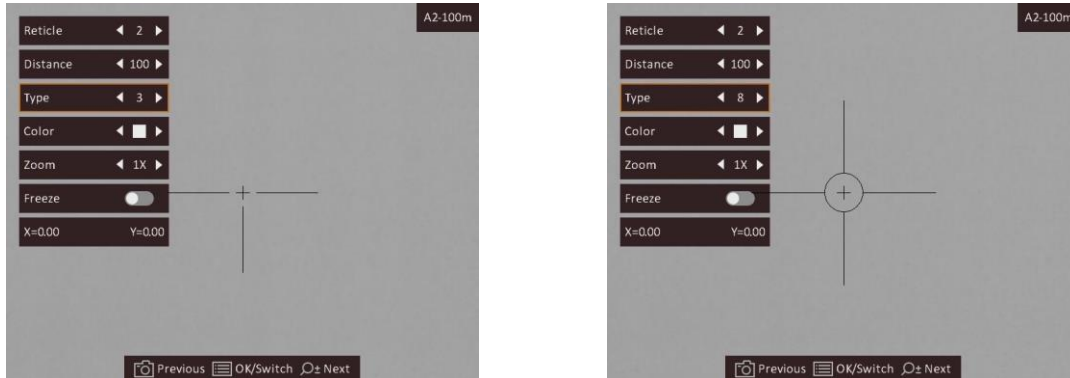 A2-100m
Reticle 2
Distance 100
Type 3
Color
Zoom 1X
Freeze
X=0.00 Y=0.00
Previous OK/Switch Next
A2-100m
Reticle 2
Distance 100
Type 8
Color
Zoom 1X
Freeze
X=0.00 Y=0.00
Previous OK/Switch Next